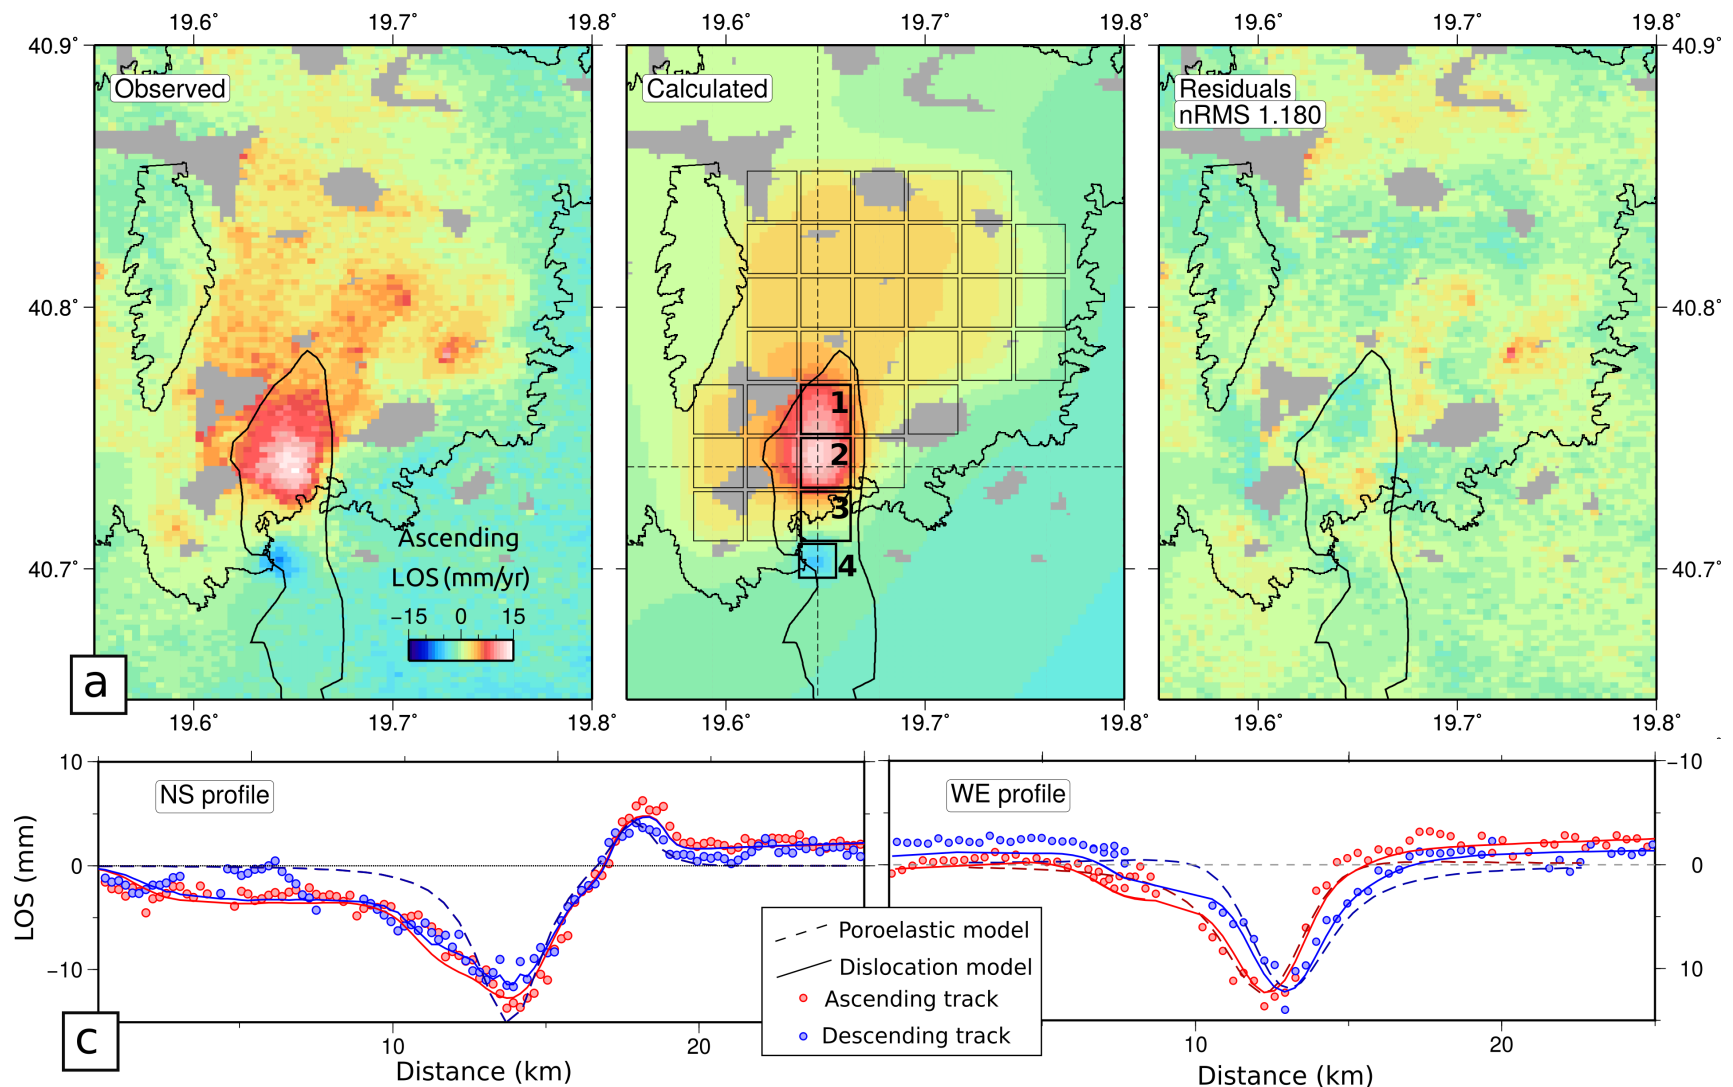 19.6° 19.7° 19.8° 19.6° 19.7° 19.8° 19.6° 19.7° 19.8°
40.9° 40.9°
Observed Calculated Residuals
nRMS 1.180
40.8° 40.8°
1
2
3
Ascending
4
40.7° 40.7°
LOS (mm/yr)
−15 0 15
a
19.6° 19.7° 19.8° 19.6° 19.7° 19.8° 19.6° 19.7° 19.8°
10 -10
NS profile WE profile
LOS (mm)
0 0
Poroelastic model
Dislocation model
−10 10
Ascending track
Descending track
c
10 20 10 20
Distance (km) Distance (km)